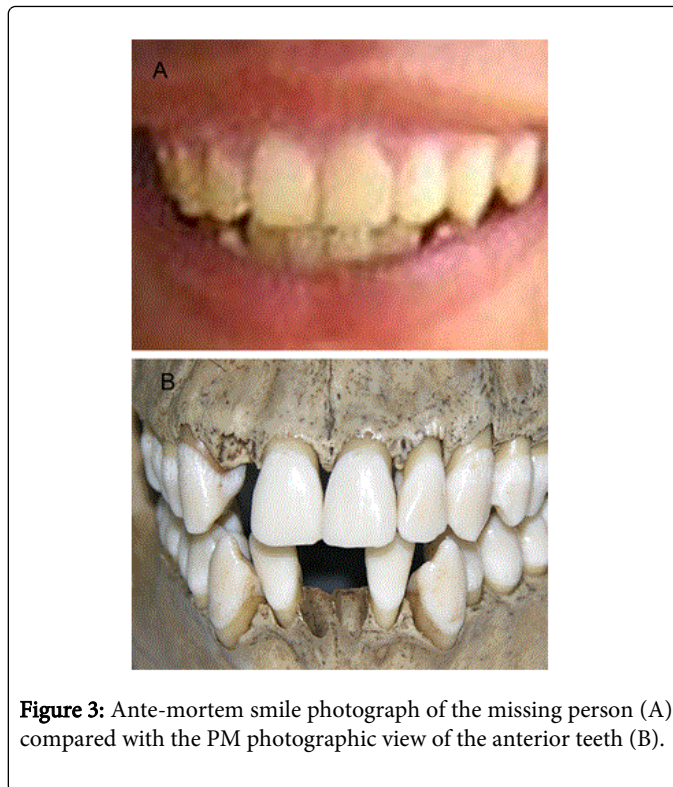 A
B
Figure 3: Ante-mortem smile photograph of the missing person (A)
compared with the PM photographic view of the anterior teeth (B).